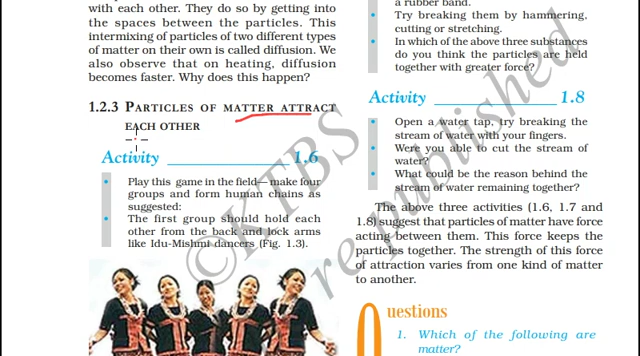 with each other. They do so by getting into
the spaces between the particles. This
intermixing of particles of two different types
of matter on their own is called diffusion. We
also observe that on heating, diffusion
becomes faster. Why does this happen?
1.2.3 PARTICLES OF MATTER ATTRACT
EACH OTHER
Activity 1.6
• Play this game in the field— make four
groups and form human chains as
suggested:
• The first group should hold each
other from the back and lock arms
like Idu-Mishmi dancers (Fig. 1.3).
a rubber band.
• Try breaking them by hammering,
cutting or stretching.
• In which of the above three substances
do you think the particles are held
together with greater force?
Activity 1.8
• Open a water tap, try breaking the
stream of water with your fingers.
• Were you able to cut the stream of
water?
• What could be the reason behind the
stream of water remaining together?
The above three activities (1.6, 1.7 and
1.8) suggest that particles of matter have force
acting between them. This force keeps the
particles together. The strength of this force
of attraction varies from one kind of matter
to another.
Questions
1. Which of the following are
matter?
©KTBS
re published